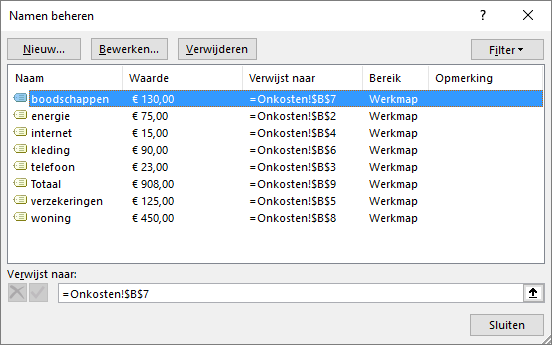 Namen beheren ? ×
Nieuw... Bewerken... Verwijderen Filter
Naam Waarde Verwijst naar Bereik Opmerking
boodschappen € 130,00 =Onkosten!$B$7 Werkmap
energie € 75,00 =Onkosten!$B$2 Werkmap
internet € 15,00 =Onkosten!$B$4 Werkmap
kleding € 90,00 =Onkosten!$B$6 Werkmap
telefoon € 23,00 =Onkosten!$B$3 Werkmap
Totaal € 908,00 =Onkosten!$B$9 Werkmap
verzekeringen € 125,00 =Onkosten!$B$5 Werkmap
woning € 450,00 =Onkosten!$B$8 Werkmap
Verwijst naar:
=Onkosten!$B$7
Sluiten